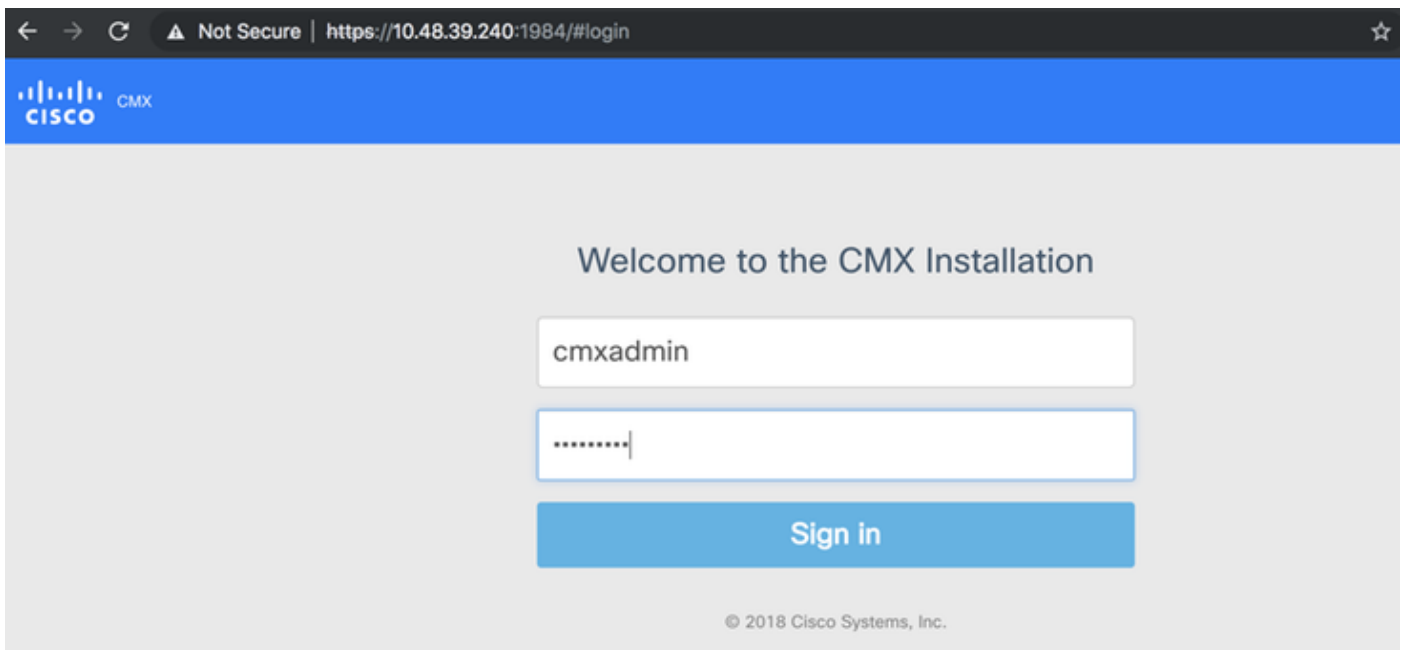 Not Secure | https://10.48.39.240:1984/#login
CISCO CMX
Welcome to the CMX Installation
cmxadmin
•••••••••
Sign in
© 2018 Cisco Systems, Inc.